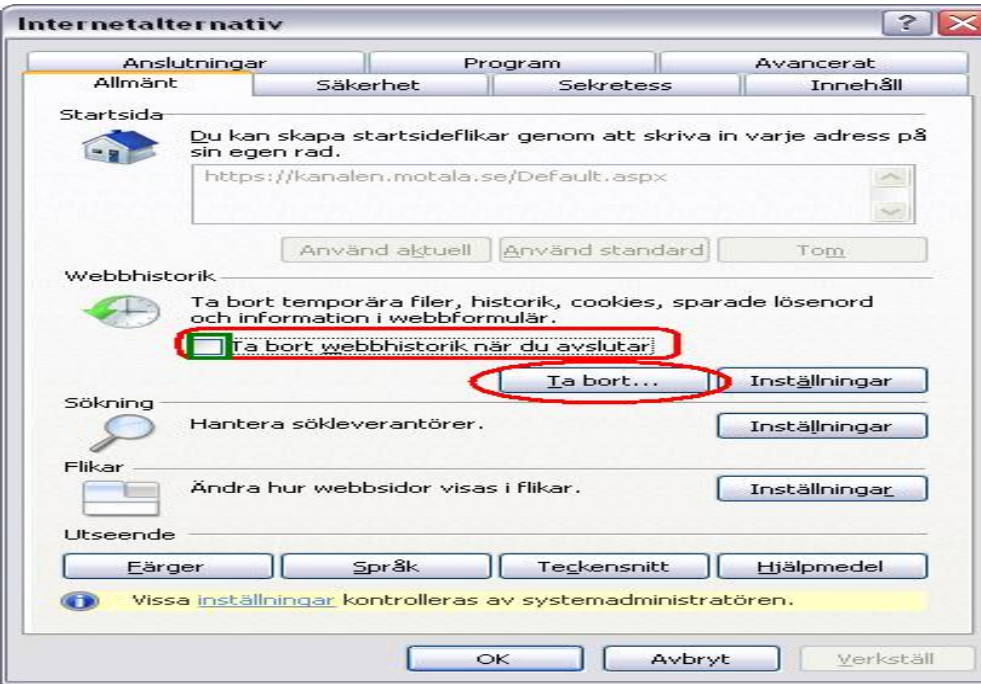 Internetalternativ
Anslutningar Program Avancerat
Allmänt Säkerhet Sekretess Innehåll
Startsida
Du kan skapa startsideflikar genom att skriva in varje adress på
sin egen rad.
https://kanalen.motala.se/Default.aspx
Använd aktuell Använd standard Tom
Webbhistorik
Ta bort temporära filer, historik, cookies, sparade lösenord
och information i webbformulär.
Ta bort webbhistorik när du avslutar
Ta bort... Inställningar
Sökning
Hantera sökleverantörer.
Inställningar
Flikar
Ändra hur webbsidor visas i flikar.
Inställningar
Utseende
Färger Språk Teckensnitt Hjälpmedel
Vissa inställningar kontrolleras av systemadministratören.
OK Avbryt Verkställ